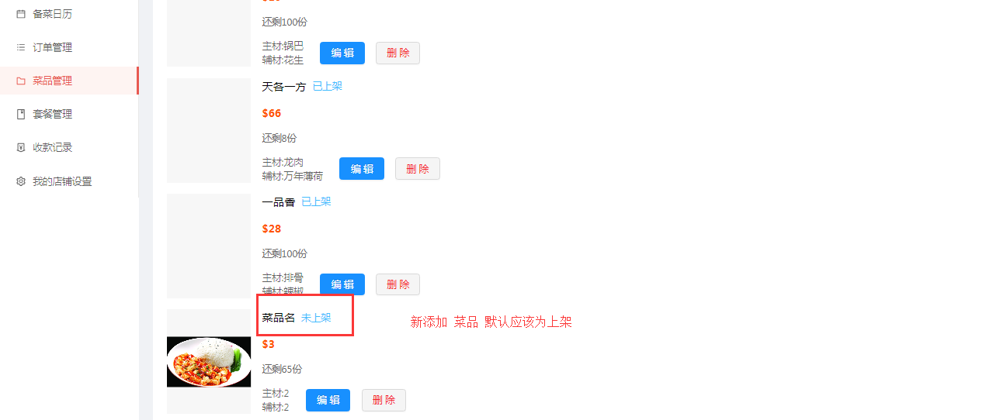 备菜日历
订单管理
菜品管理
套餐管理
收款记录
我的店铺设置
还剩100份
主材:锅巴
辅材:花生
编 辑
删 除
天各一方 已上架
$66
还剩8份
主材:龙肉
辅材:万年薄荷
编 辑
删 除
一品香 已上架
$28
还剩100份
主材:排骨
辅材:辣椒
编 辑
删 除
菜品名 未上架
新添加 菜品 默认应该为上架
$3
还剩65份
主材:2
辅材:2
编 辑
删 除